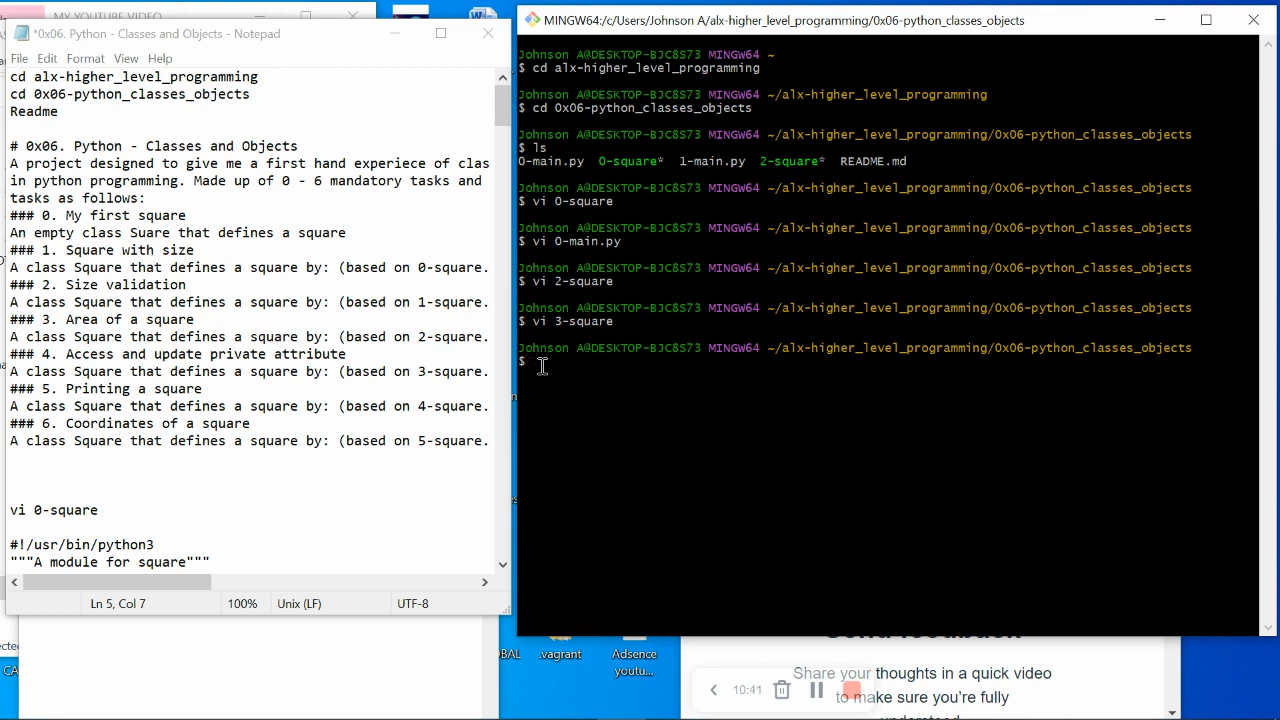 MY YOUTUBE VIDEO
*0x06. Python - Classes and Objects - Notepad
File Edit Format View Help
cd alx-higher_level_programming
cd 0x06-python_classes_objects
Readme
# 0x06. Python - Classes and Objects
A project designed to give me a first hand experiece of clas
in python programming. Made up of 0 - 6 mandatory tasks and
tasks as follows:
### 0. My first square
An empty class Suare that defines a square
### 1. Square with size
A class Square that defines a square by: (based on 0-square.
### 2. Size validation
A class Square that defines a square by: (based on 1-square.
### 3. Area of a square
A class Square that defines a square by: (based on 2-square.
### 4. Access and update private attribute
A class Square that defines a square by: (based on 3-square.
### 5. Printing a square
A class Square that defines a square by: (based on 4-square.
### 6. Coordinates of a square
A class Square that defines a square by: (based on 5-square.
vi 0-square
#!/usr/bin/python3
"""A module for square"""
Ln 5, Col 7 100% Unix (LF) UTF-8
MINGW64:/c/Users/Johnson A/alx-higher_level_programming/0x06-python_classes_objects
Johnson A@DESKTOP-BJC8S73 MINGW64 ~
$ cd alx-higher_level_programming
Johnson A@DESKTOP-BJC8S73 MINGW64 ~/alx-higher_level_programming
$ cd 0x06-python_classes_objects
Johnson A@DESKTOP-BJC8S73 MINGW64 ~/alx-higher_level_programming/0x06-python_classes_objects
$ ls
0-main.py 0-square* 1-main.py 2-square* README.md
Johnson A@DESKTOP-BJC8S73 MINGW64 ~/alx-higher_level_programming/0x06-python_classes_objects
$ vi 0-square
Johnson A@DESKTOP-BJC8S73 MINGW64 ~/alx-higher_level_programming/0x06-python_classes_objects
$ vi 0-main.py
Johnson A@DESKTOP-BJC8S73 MINGW64 ~/alx-higher_level_programming/0x06-python_classes_objects
$ vi 2-square
Johnson A@DESKTOP-BJC8S73 MINGW64 ~/alx-higher_level_programming/0x06-python_classes_objects
$ vi 3-square
Johnson A@DESKTOP-BJC8S73 MINGW64 ~/alx-higher_level_programming/0x06-python_classes_objects
$
.vagrant
Adsence
youtu...
10:41
Share your thoughts in a quick video
to make sure you're fully